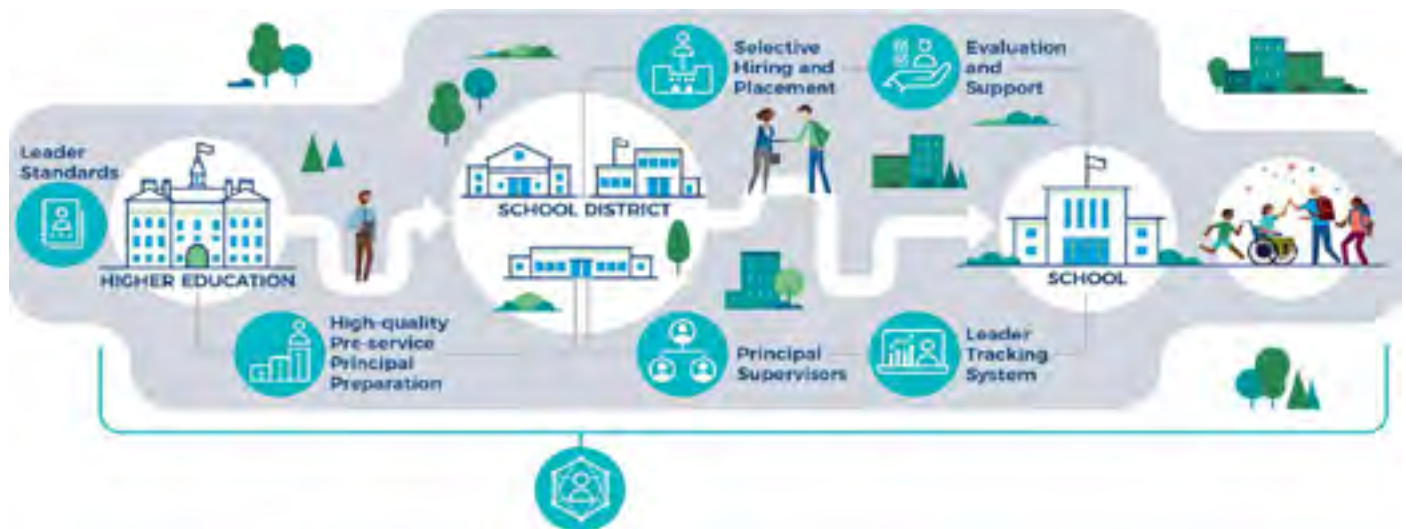 Leader
Standards
HIGHER EDUCATION
High-quality
Pre-service
Principal
Preparation
SCHOOL DISTRICT
Selective
Hiring and
Placement
Evaluation
and
Support
Principal
Supervisors
Leader
Tracking
System
SCHOOL